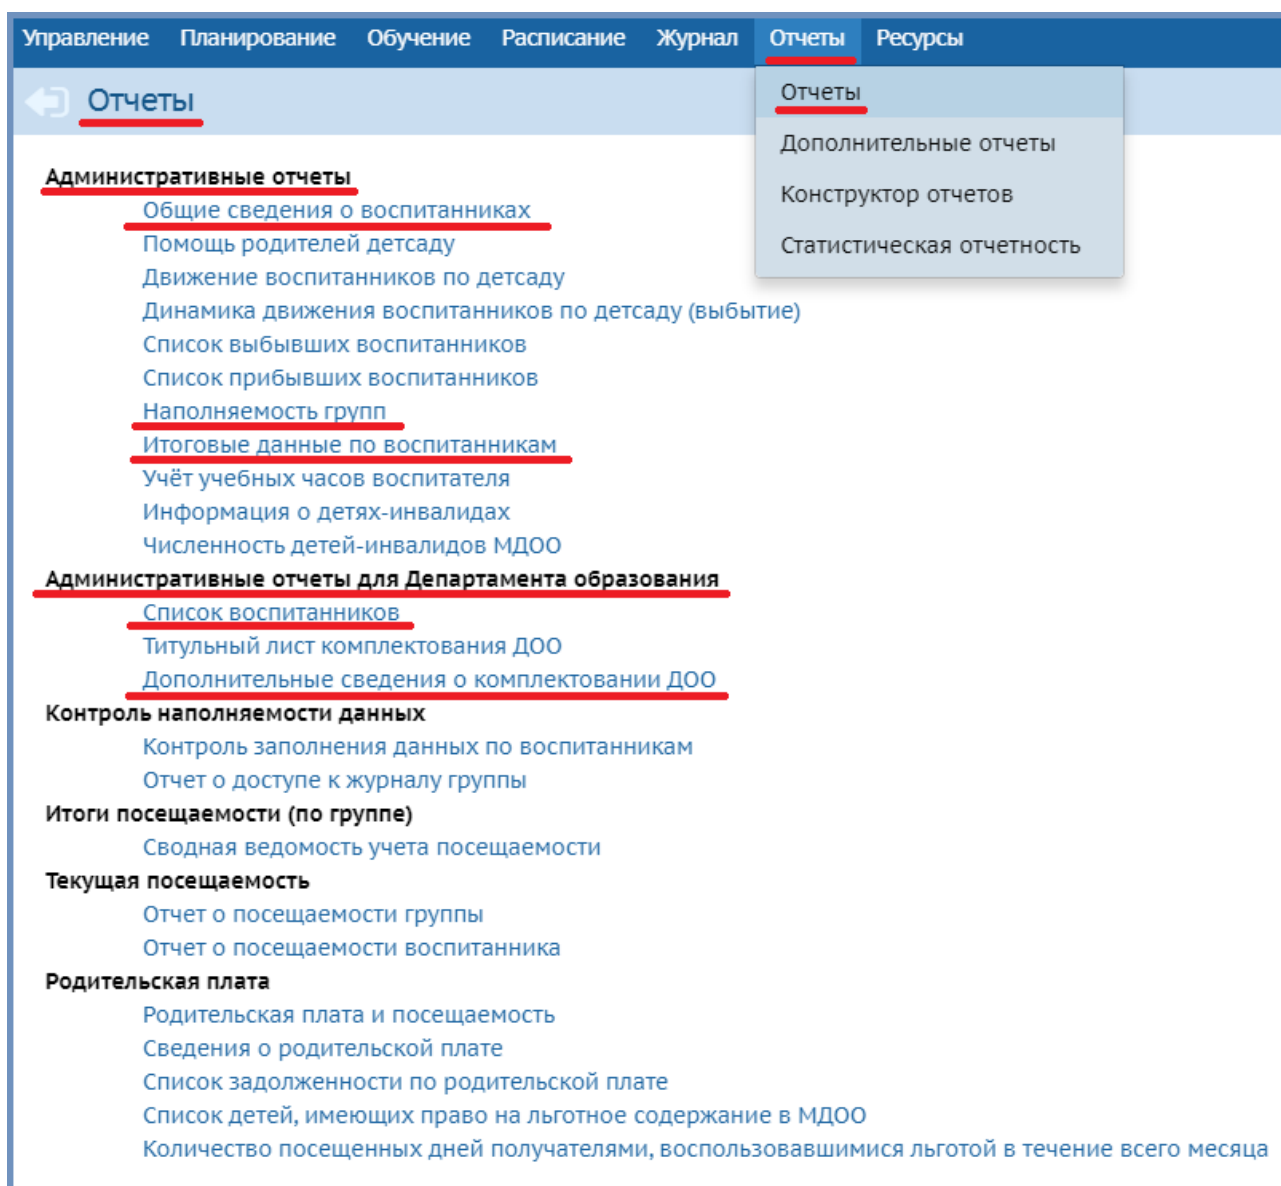 Управление Планирование Обучение Расписание Журнал Отчеты Ресурсы
Отчеты
Отчеты
Дополнительные отчеты
Конструктор отчетов
Статистическая отчетность
Административные отчеты
Общие сведения о воспитанниках
Помощь родителей детсаду
Движение воспитанников по детсаду
Динамика движения воспитанников по детсаду (выбытие)
Список выбывших воспитанников
Список прибывших воспитанников
Наполняемость групп
Итоговые данные по воспитанникам
Учёт учебных часов воспитателя
Информация о детях-инвалидах
Численность детей-инвалидов МДОО
Административные отчеты для Департамента образования
Список воспитанников
Титульный лист комплектования ДОО
Дополнительные сведения о комплектовании ДОО
Контроль наполняемости данных
Контроль заполнения данных по воспитанникам
Отчет о доступе к журналу группы
Итоги посещаемости (по группе)
Сводная ведомость учета посещаемости
Текущая посещаемость
Отчет о посещаемости группы
Отчет о посещаемости воспитанника
Родительская плата
Родительская плата и посещаемость
Сведения о родительской плате
Список задолженности по родительской плате
Список детей, имеющих право на льготное содержание в МДОО
Количество посещенных дней получателями, воспользовавшимися льготой в течение всего месяца